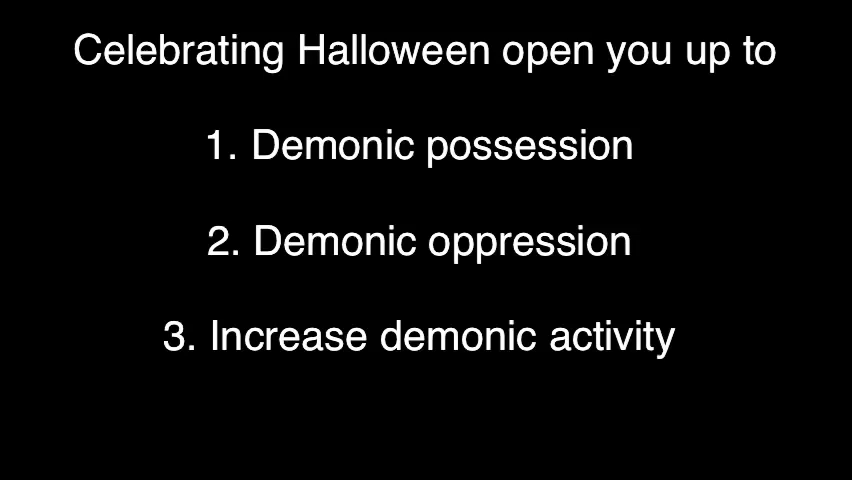 Celebrating Halloween open you up to
1. Demonic possession
2. Demonic oppression
3. Increase demonic activity